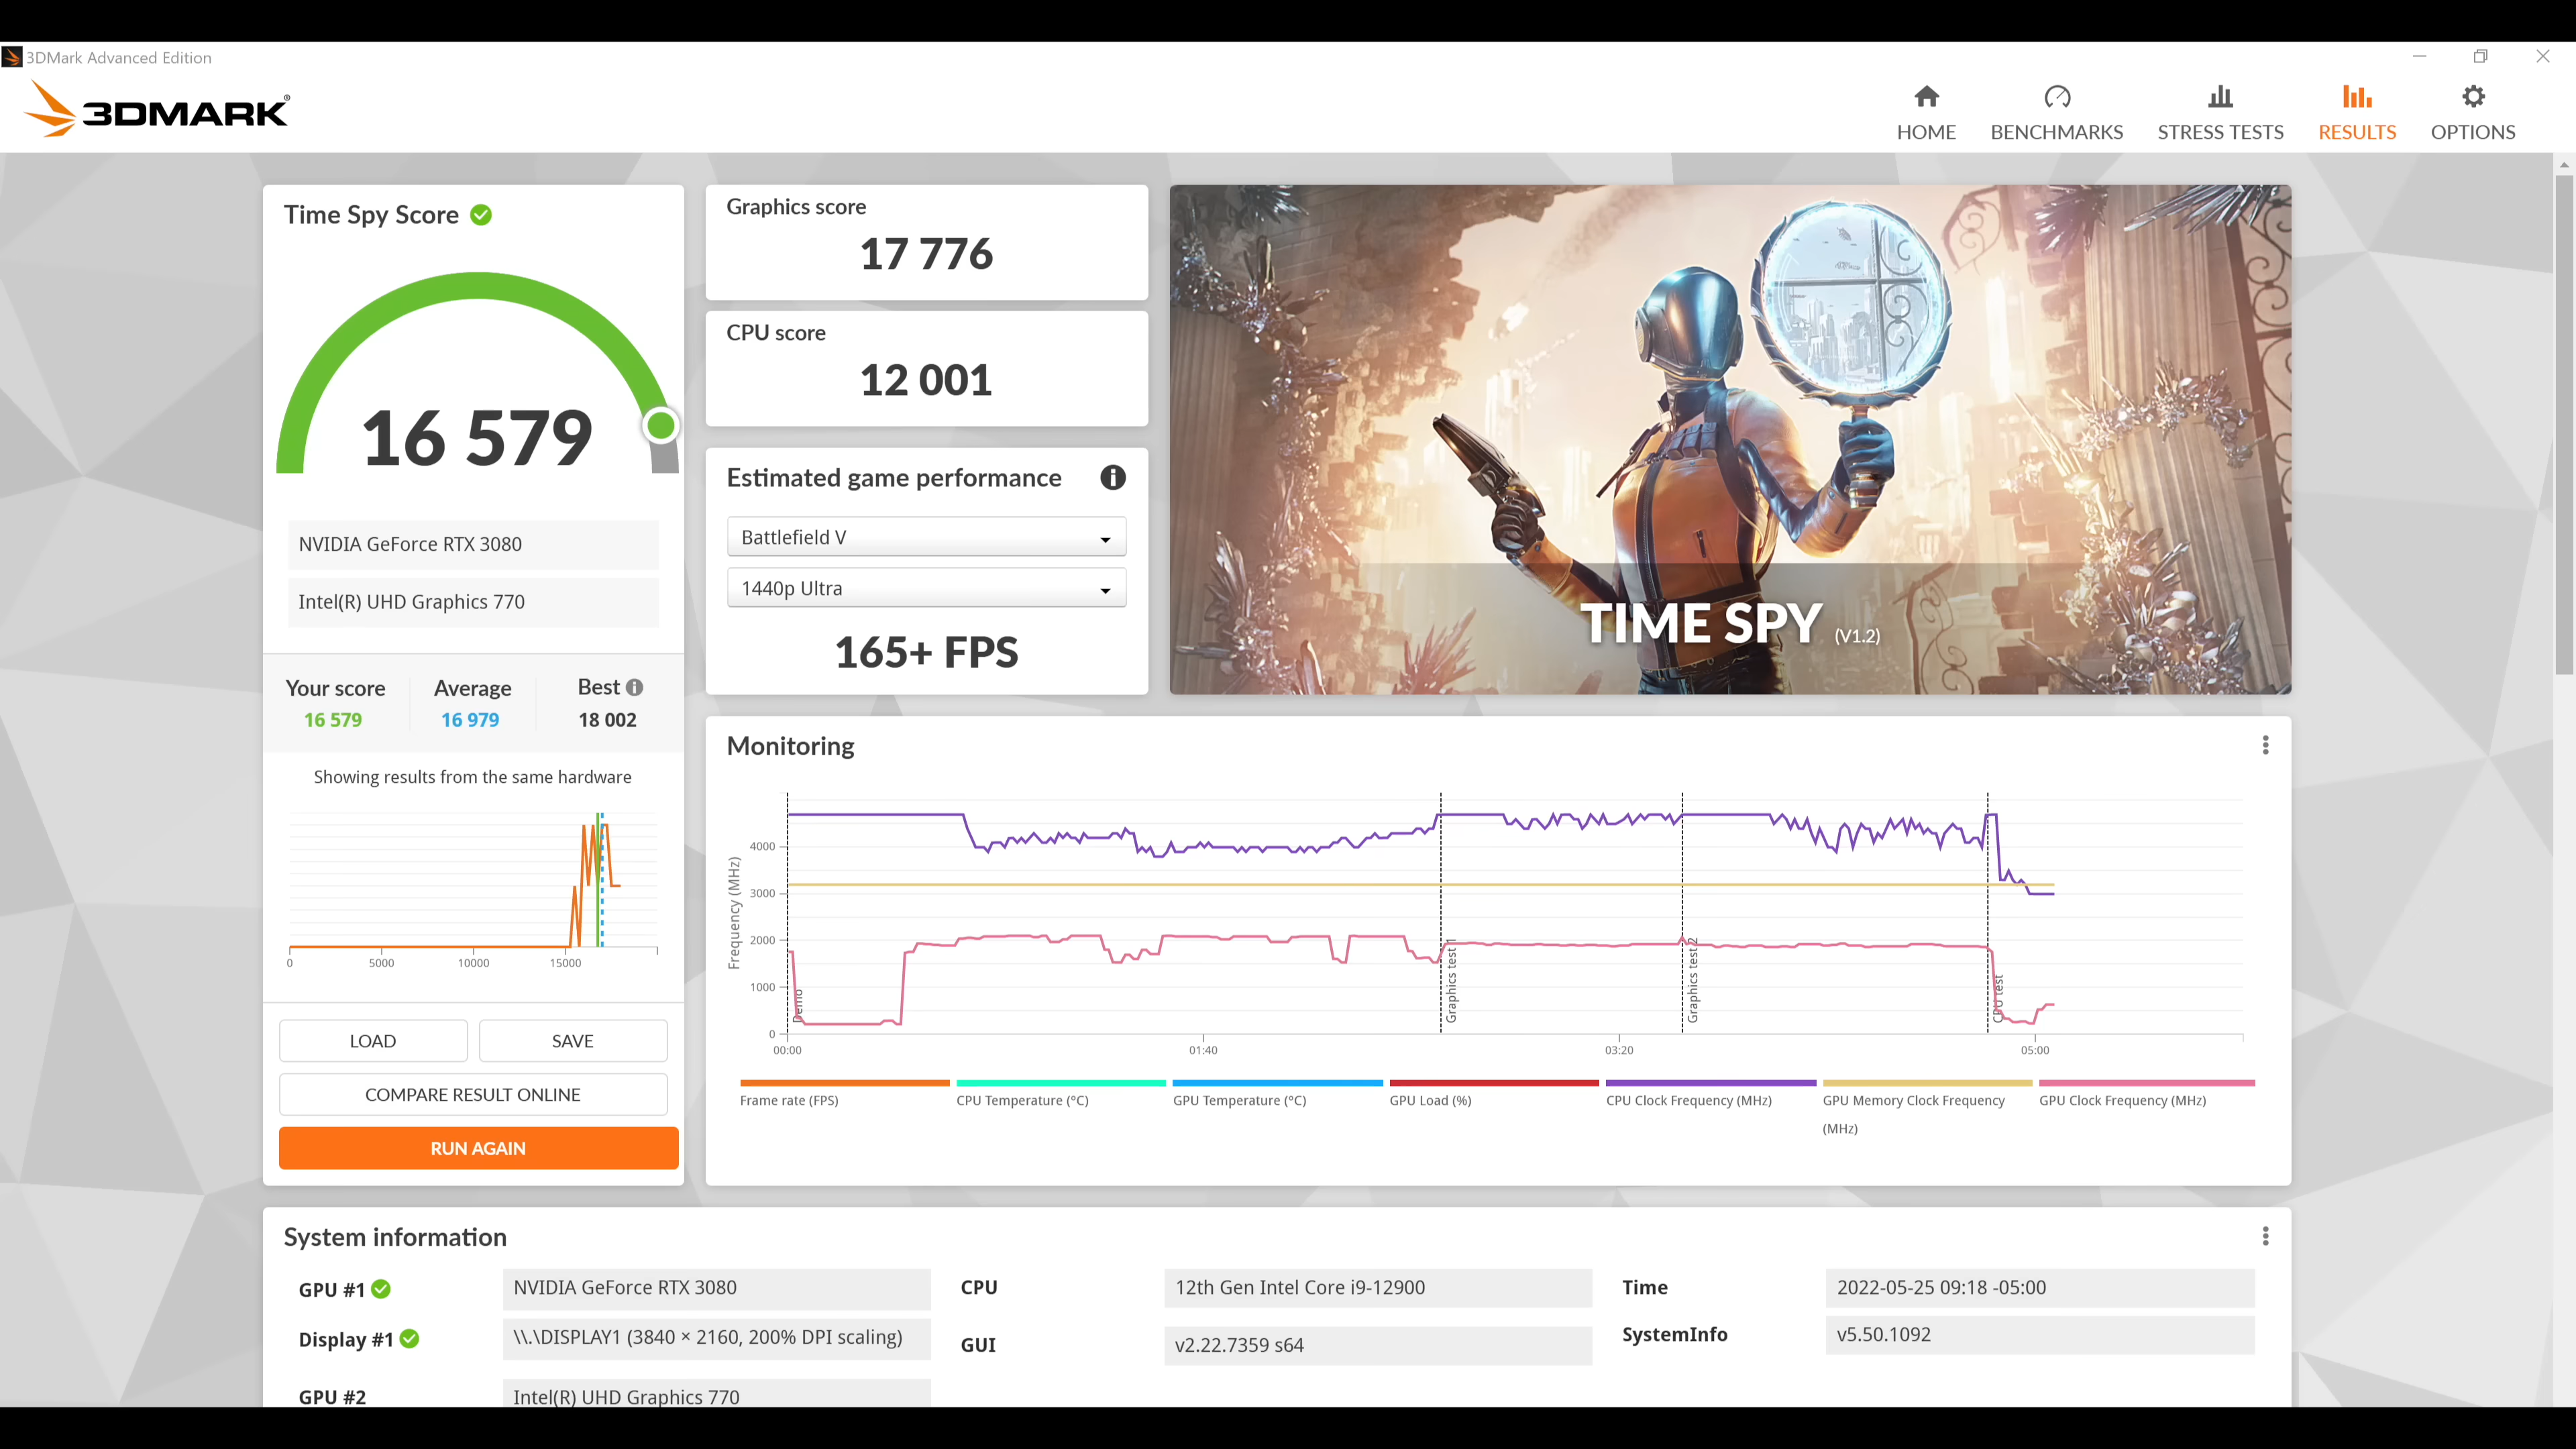 3DMark Advanced Edition
3DMARK®
HOME
BENCHMARKS
STRESS TESTS
RESULTS
OPTIONS
Time Spy Score
16 579
NVIDIA GeForce RTX 3080
Intel(R) UHD Graphics 770
Your score
Average
Best
16 579
16 979
18 002
Showing results from the same hardware
0
5000
10000
15000
LOAD
SAVE
COMPARE RESULT ONLINE
RUN AGAIN
Graphics score
17 776
CPU score
12 001
Estimated game performance
Battlefield V
1440p Ultra
165+ FPS
TIME SPY (V1.2)
Monitoring
Frequency (MHz)
4000
3000
2000
1000
0
Demo
Graphics test 1
Graphics test 2
CPU test
00:00
01:40
03:20
05:00
Frame rate (FPS)
CPU Temperature (°C)
GPU Temperature (°C)
GPU Load (%)
CPU Clock Frequency (MHz)
GPU Memory Clock Frequency
(MHz)
GPU Clock Frequency (MHz)
System information
GPU #1
NVIDIA GeForce RTX 3080
CPU
12th Gen Intel Core i9-12900
Time
2022-05-25 09:18 -05:00
Display #1
\\.\DISPLAY1 (3840 × 2160, 200% DPI scaling)
GUI
v2.22.7359 s64
SystemInfo
v5.50.1092
GPU #2
Intel(R) UHD Graphics 770